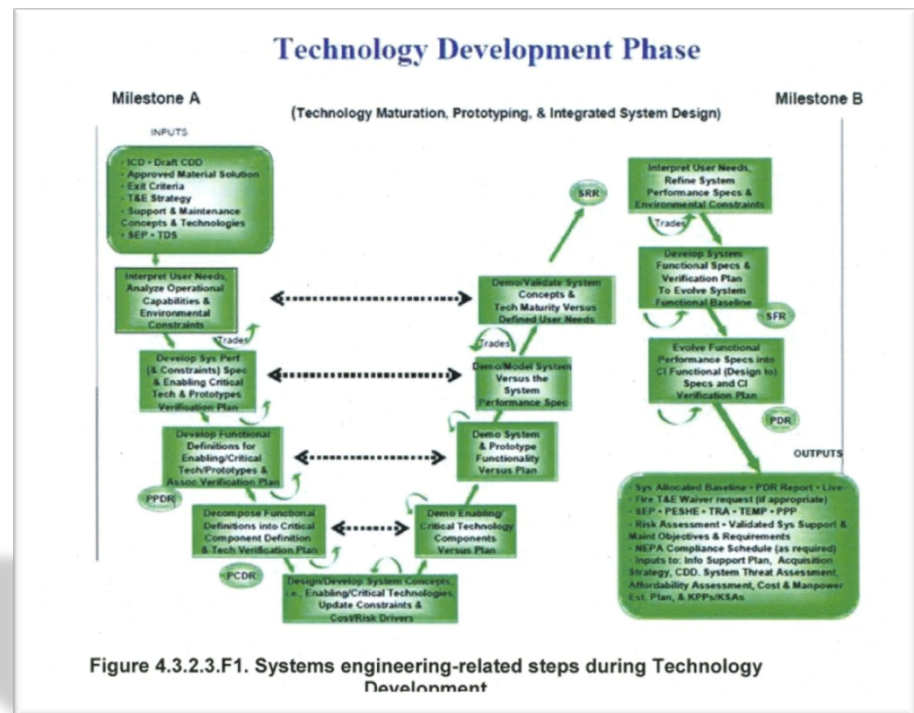 Technology Development Phase
Milestone A
Milestone B
(Technology Maturation, Prototyping, & Integrated System Design)
INPUTS
· ICD · Draft CDD
· Approved Material Solution
· Exit Criteria
· T&E Strategy
· Support & Maintenance
Concepts & Technologies
· SEP · TDS
Interpret User Needs,
Analyze Operational
Capabilities &
Environmental
Constraints
Trades
Develop Sys Perf
(& Constraints) Spec
& Enabling Critical
Tech & Prototypes
Verification Plan
Develop Functional
Definitions for
Enabling/Critical
Tech/Prototypes &
Assoc Verification Plan
PPDR
Decompose Functional
Definitions into Critical
Component Definition
& Tech Verification Plan
PCDR
Design/Develop System Concepts,
i.e., Enabling/Critical Technologies,
Update Constraints &
Cost/Risk Drivers
Demo Enabling/
Critical Technology
Components
Versus Plan
Demo System
& Prototype
Functionality
Versus Plan
Demo/Model System
Versus the
System
Performance Spec
Trades
Demo/Validate System
Concepts &
Tech Maturity Versus
Defined User Needs
SRR
Interpret User Needs,
Refine System
Performance Specs &
Environmental Constraints
Trades
Develop System
Functional Specs &
Verification Plan
To Evolve System
Functional Baseline
SFR
Evolve Functional
Performance Specs into
CI Functional (Design to)
Specs and CI
Verification Plan
PDR
OUTPUTS
· Sys Allocated Baseline · PDR Report · Live-
· Fire T&E Waiver request (if appropriate)
· SEP · PESHE · TRA · TEMP · PPP
· Risk Assessment · Validated Sys Support &
Maint Objectives & Requirements
· NEPA Compliance Schedule (as required)
· Inputs to: Info Support Plan, Acquisition
Strategy, CDD, System Threat Assessment,
Affordability Assessment, Cost & Manpower
Est. Plan, & KPPs/KSAs
Figure 4.3.2.3.F1. Systems engineering-related steps during Technology
Development